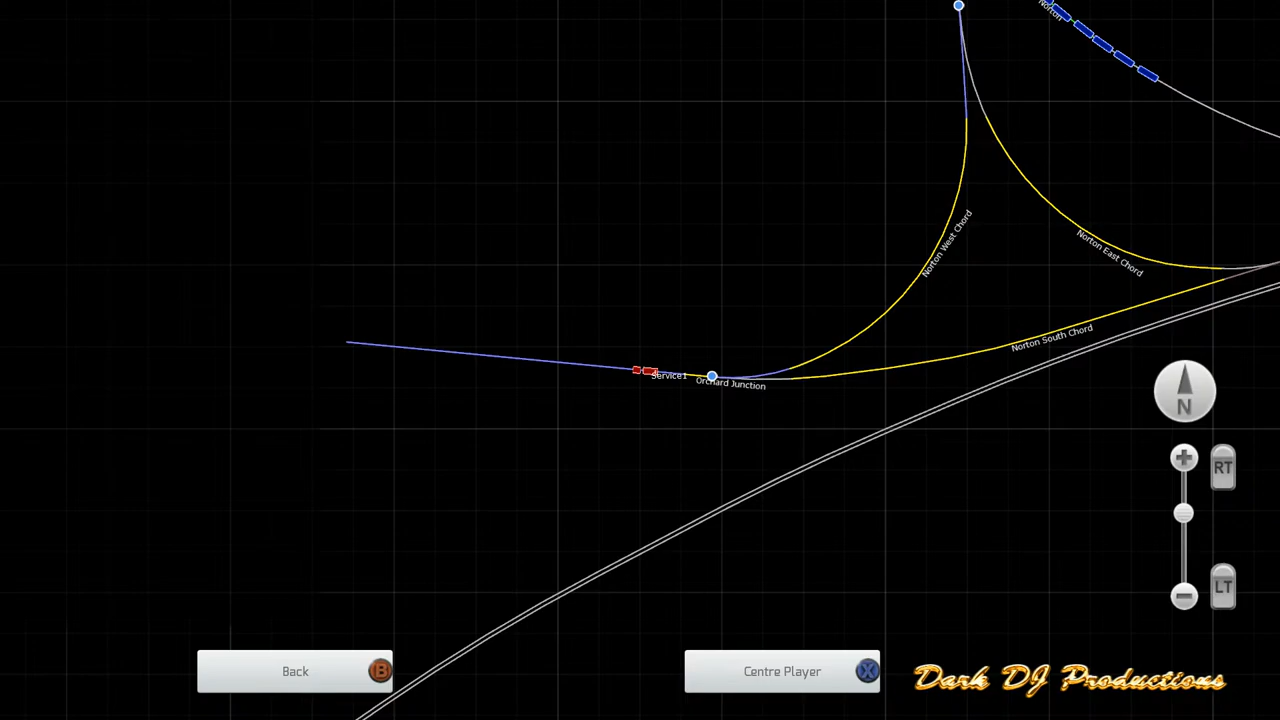 Norton
Norton West Chord
Norton East Chord
Norton South Chord
Service1
Orchard Junction
N
RT
LT
Back
B
Centre Player
X
Dark DJ Productions